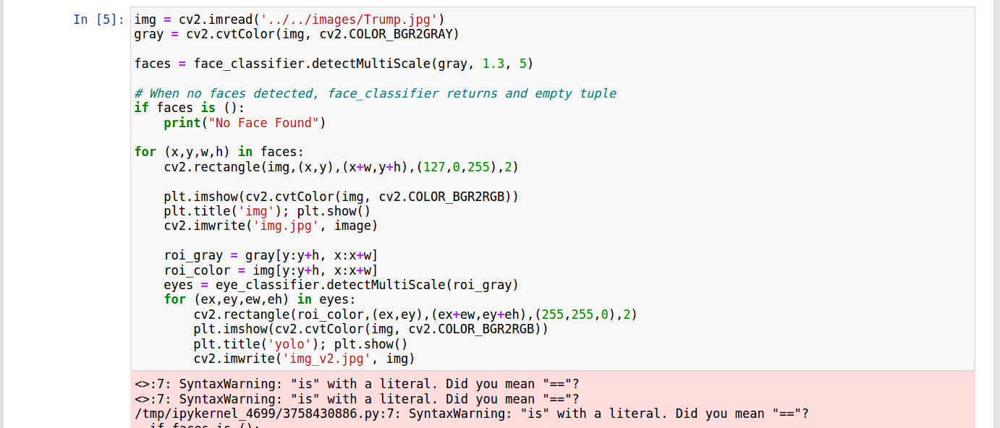 In [5]: img = cv2.imread('../../images/Trump.jpg')
gray = cv2.cvtColor(img, cv2.COLOR_BGR2GRAY)
faces = face_classifier.detectMultiScale(gray, 1.3, 5)
# When no faces detected, face_classifier returns and empty tuple
if faces is ():
    print("No Face Found")
for (x,y,w,h) in faces:
    cv2.rectangle(img,(x,y),(x+w,y+h),(127,0,255),2)
    plt.imshow(cv2.cvtColor(img, cv2.COLOR_BGR2RGB))
    plt.title('img'); plt.show()
    cv2.imwrite('img.jpg', image)
    roi_gray = gray[y:y+h, x:x+w]
    roi_color = img[y:y+h, x:x+w]
    eyes = eye_classifier.detectMultiScale(roi_gray)
    for (ex,ey,ew,eh) in eyes:
        cv2.rectangle(roi_color,(ex,ey),(ex+ew,ey+eh),(255,255,0),2)
        plt.imshow(cv2.cvtColor(img, cv2.COLOR_BGR2RGB))
        plt.title('yolo'); plt.show()
        cv2.imwrite('img_v2.jpg', img)
<>:7: SyntaxWarning: "is" with a literal. Did you mean "=="?
<>:7: SyntaxWarning: "is" with a literal. Did you mean "=="?
/tmp/ipykernel_4699/3758430886.py:7: SyntaxWarning: "is" with a literal. Did you mean "=="?
  if faces is ():